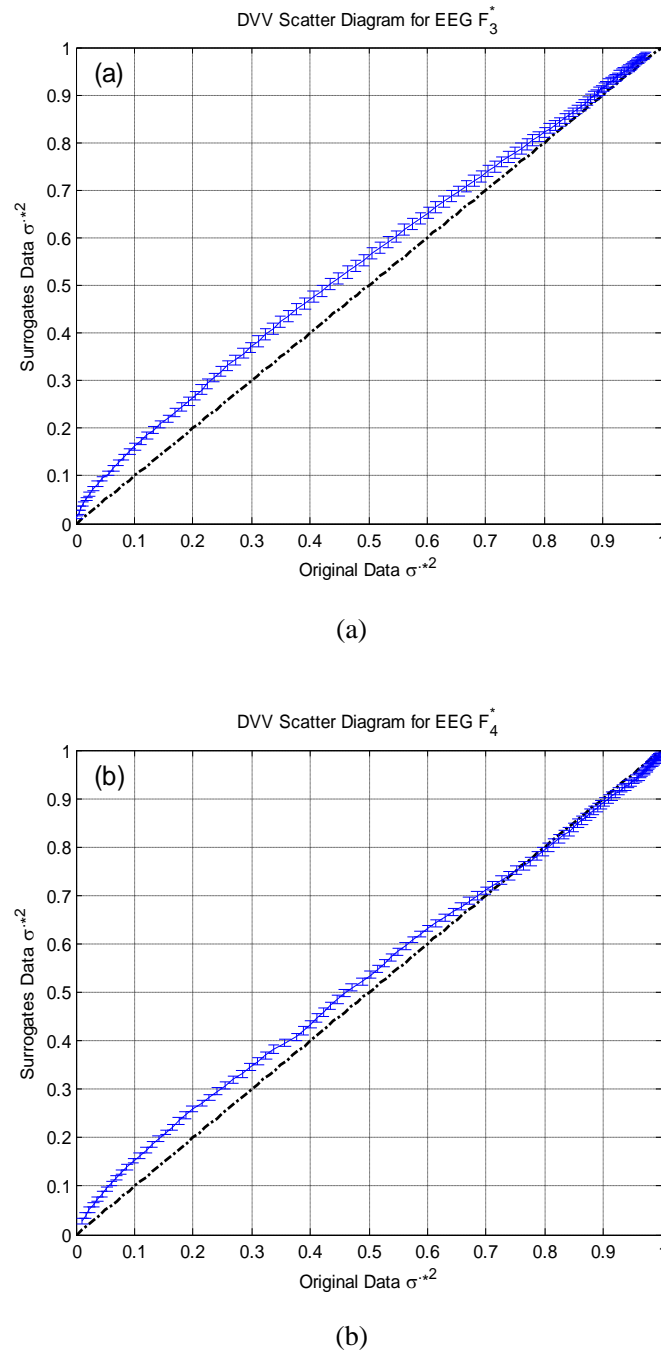 DVV Scatter Diagram for EEG F₃*
(a)
1
0.9
0.8
0.7
0.6
0.5
0.4
0.3
0.2
0.1
0
Surrogates Data σ·*²
0 0.1 0.2 0.3 0.4 0.5 0.6 0.7 0.8 0.9 1
Original Data σ·*²
(a)
DVV Scatter Diagram for EEG F₄*
(b)
1
0.9
0.8
0.7
0.6
0.5
0.4
0.3
0.2
0.1
0
Surrogates Data σ·*²
0 0.1 0.2 0.3 0.4 0.5 0.6 0.7 0.8 0.9 1
Original Data σ·*²
(b)